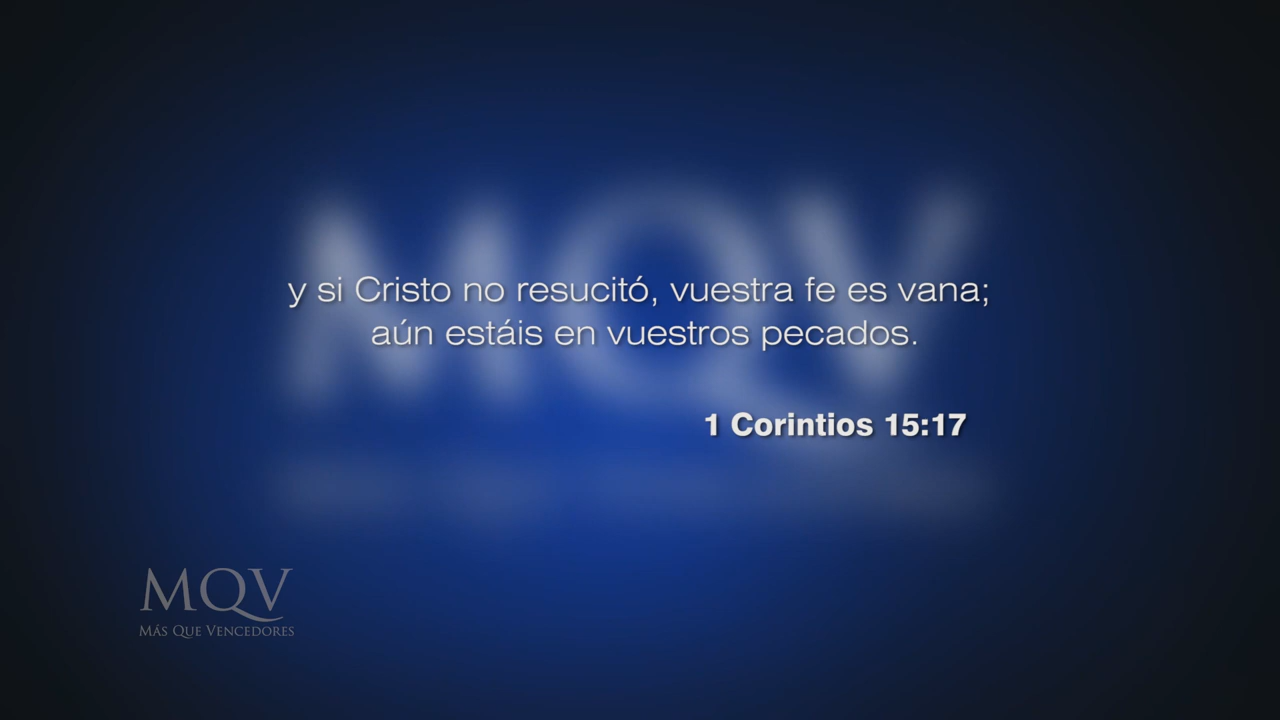 y si Cristo no resucitó, vuestra fe es vana;
aún estáis en vuestros pecados.
1 Corintios 15:17
MQV
MÁS QUE VENCEDORES